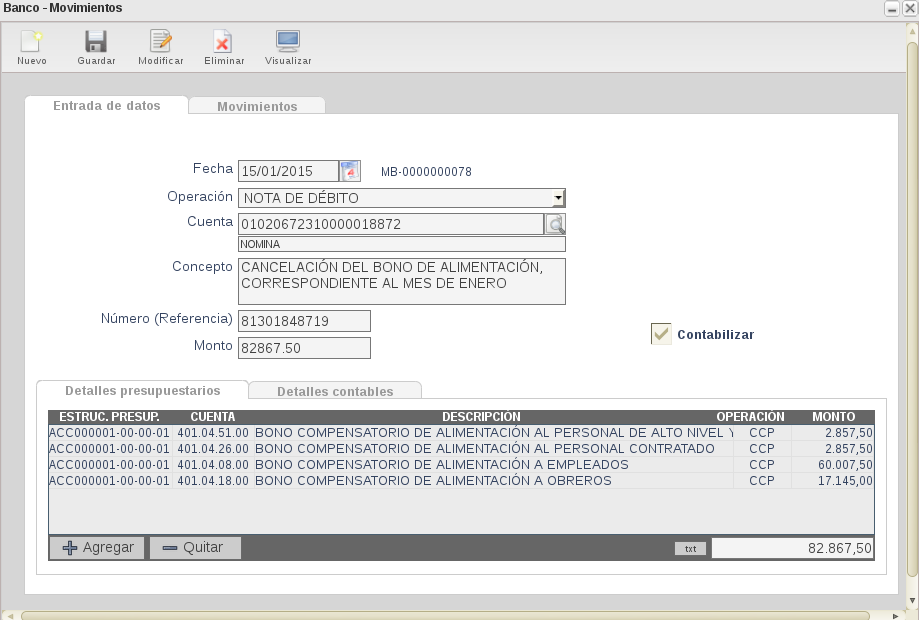 Banco - Movimientos
Nuevo Guardar Modificar Eliminar Visualizar
Entrada de datos Movimientos
Fecha 15/01/2015 MB-0000000078
Operación NOTA DE DÉBITO
Cuenta 01020672310000018872
NOMINA
Concepto CANCELACIÓN DEL BONO DE ALIMENTACIÓN,
CORRESPONDIENTE AL MES DE ENERO
Número (Referencia) 81301848719
Contabilizar
Monto 82867.50
Detalles presupuestarios Detalles contables
ESTRUC. PRESUP. CUENTA DESCRIPCIÓN OPERACIÓN MONTO
ACC000001-00-00-01 401.04.51.00 BONO COMPENSATORIO DE ALIMENTACIÓN AL PERSONAL DE ALTO NIVEL Y CCP 2.857,50
ACC000001-00-00-01 401.04.26.00 BONO COMPENSATORIO DE ALIMENTACIÓN AL PERSONAL CONTRATADO CCP 2.857,50
ACC000001-00-00-01 401.04.08.00 BONO COMPENSATORIO DE ALIMENTACIÓN A EMPLEADOS CCP 60.007,50
ACC000001-00-00-01 401.04.18.00 BONO COMPENSATORIO DE ALIMENTACIÓN A OBREROS CCP 17.145,00
Agregar Quitar txt 82.867,50